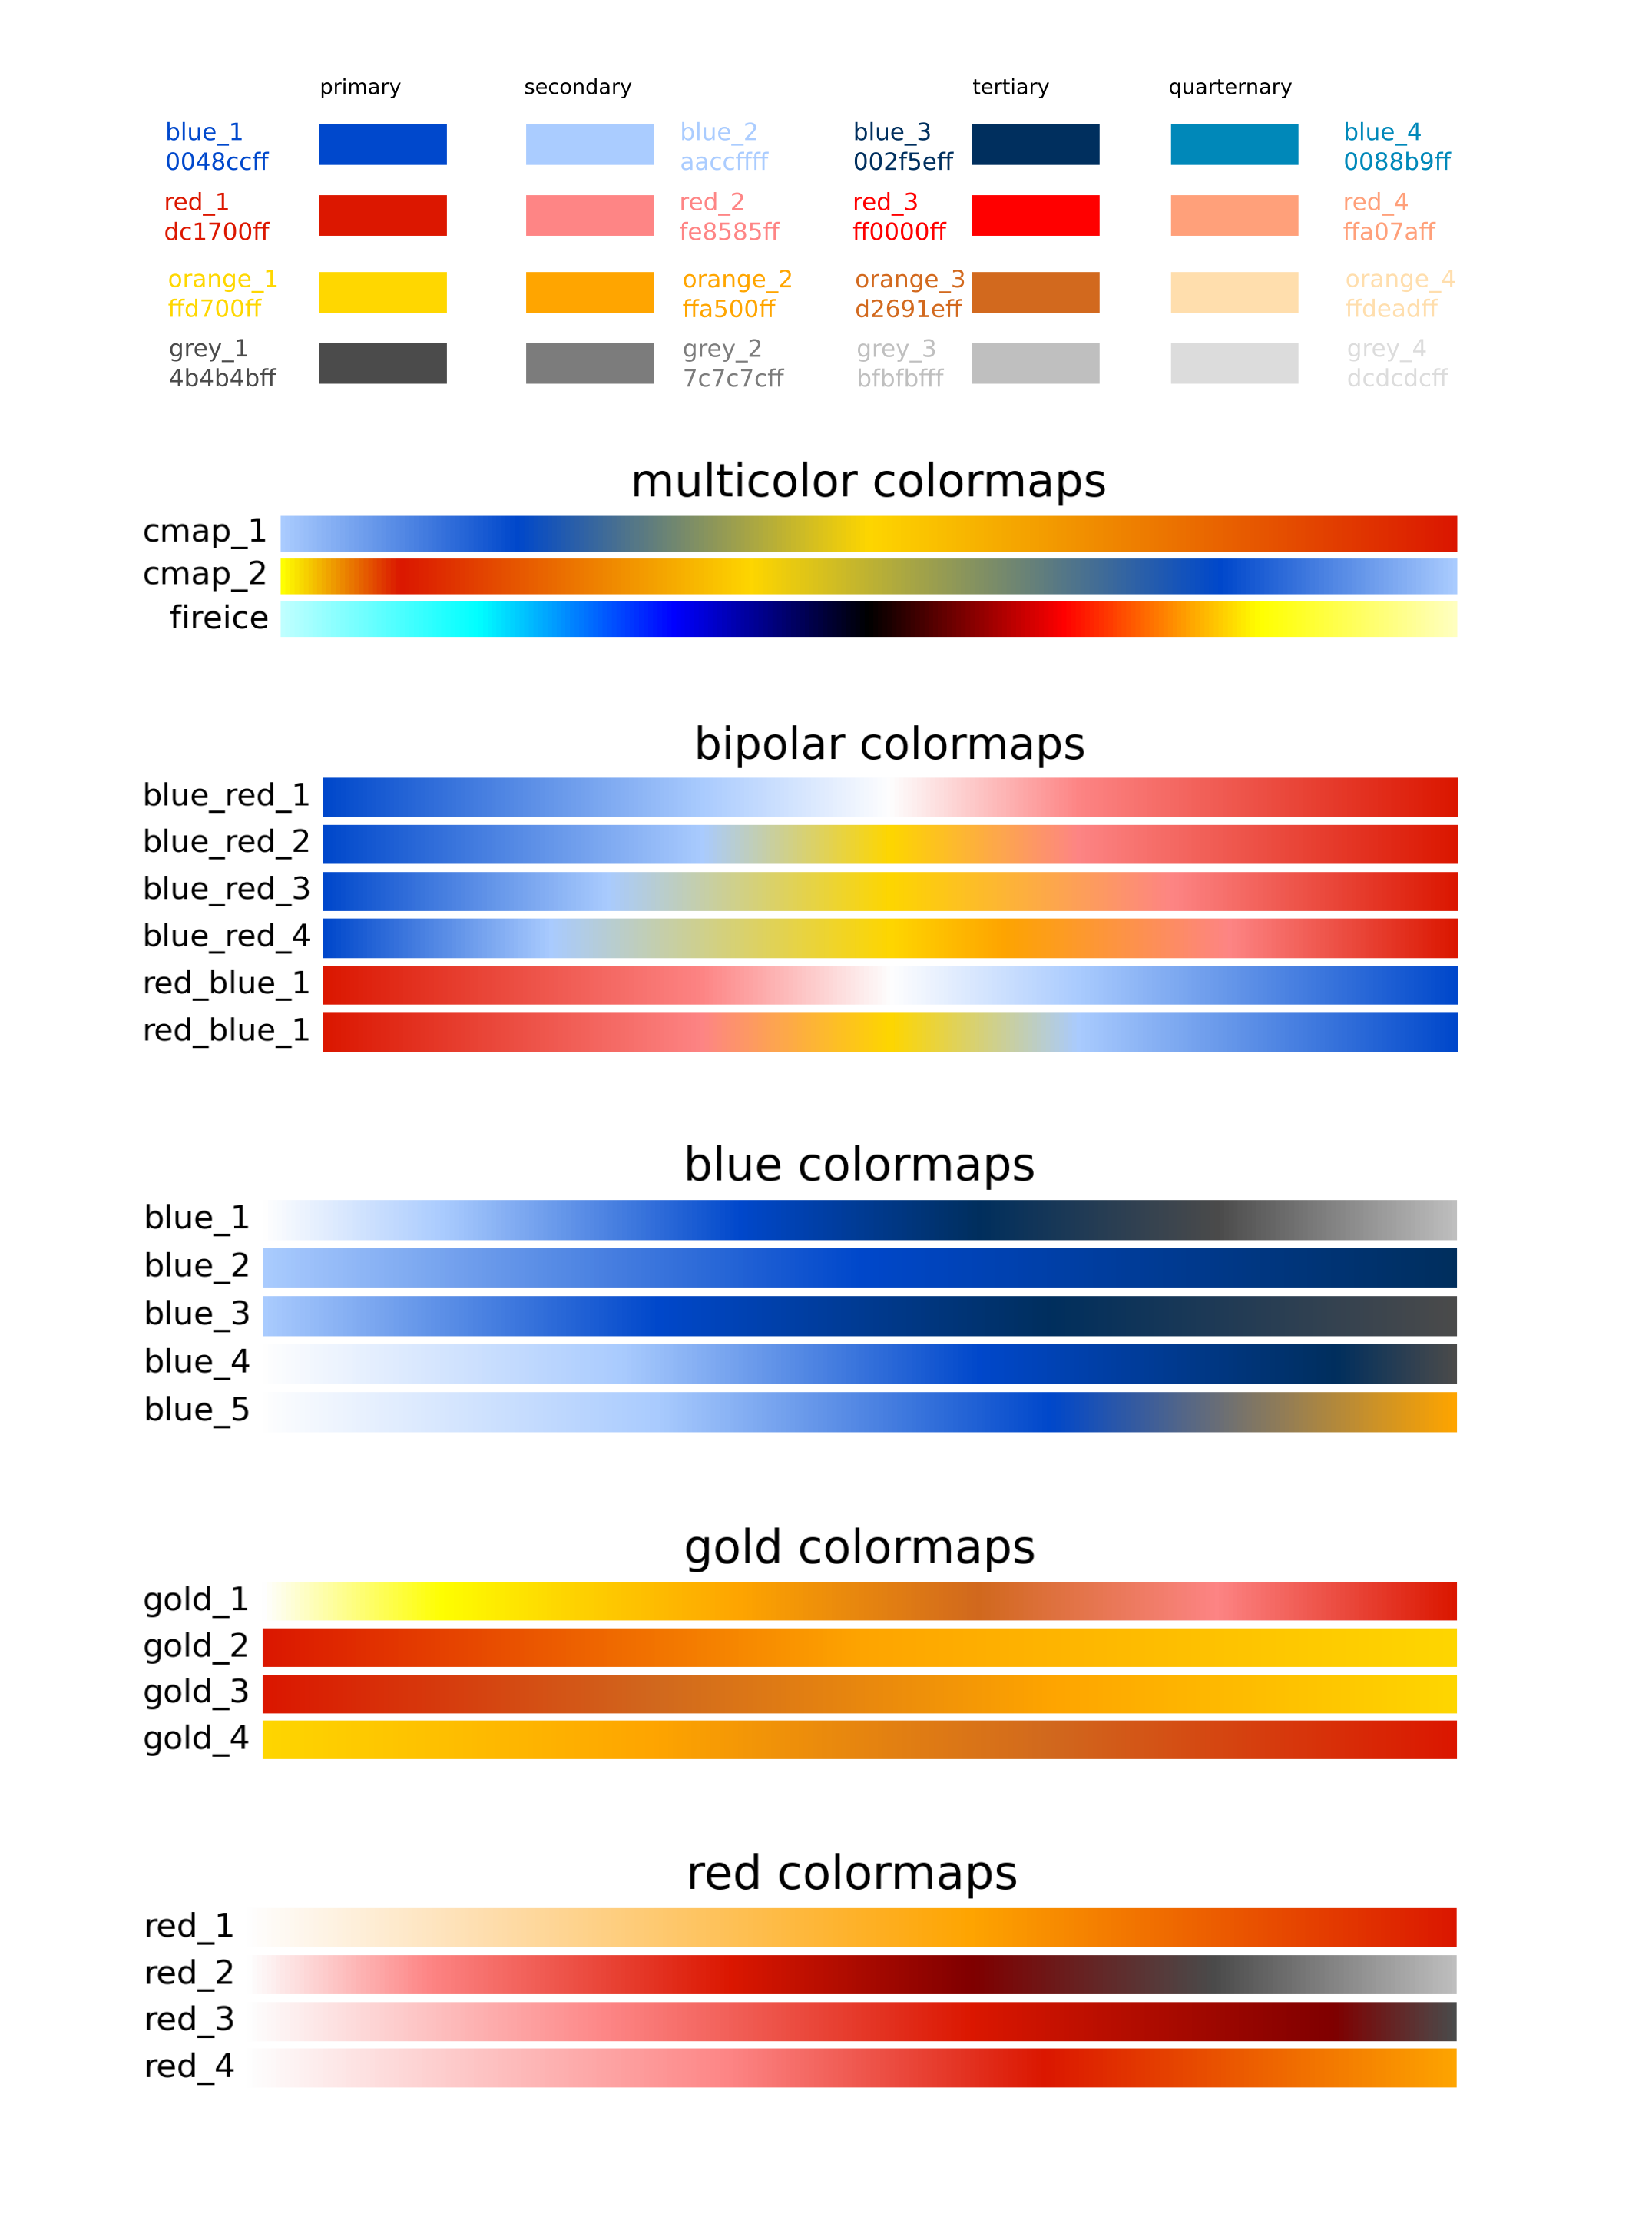 primary secondary tertiary quarternary
blue_1 blue_2 blue_3 blue_4
0048ccff aaccffff 002f5eff 0088b9ff
red_1 red_2 red_3 red_4
dc1700ff fe8585ff ff0000ff ffa07aff
orange_1 orange_2 orange_3 orange_4
ffd700ff ffa500ff d2691eff ffdeadff
grey_1 grey_2 grey_3 grey_4
4b4b4bff 7c7c7cff bfbfbfff dcdcdcff
multicolor colormaps
cmap_1
cmap_2
fireice
bipolar colormaps
blue_red_1
blue_red_2
blue_red_3
blue_red_4
red_blue_1
red_blue_1
blue colormaps
blue_1
blue_2
blue_3
blue_4
blue_5
gold colormaps
gold_1
gold_2
gold_3
gold_4
red colormaps
red_1
red_2
red_3
red_4